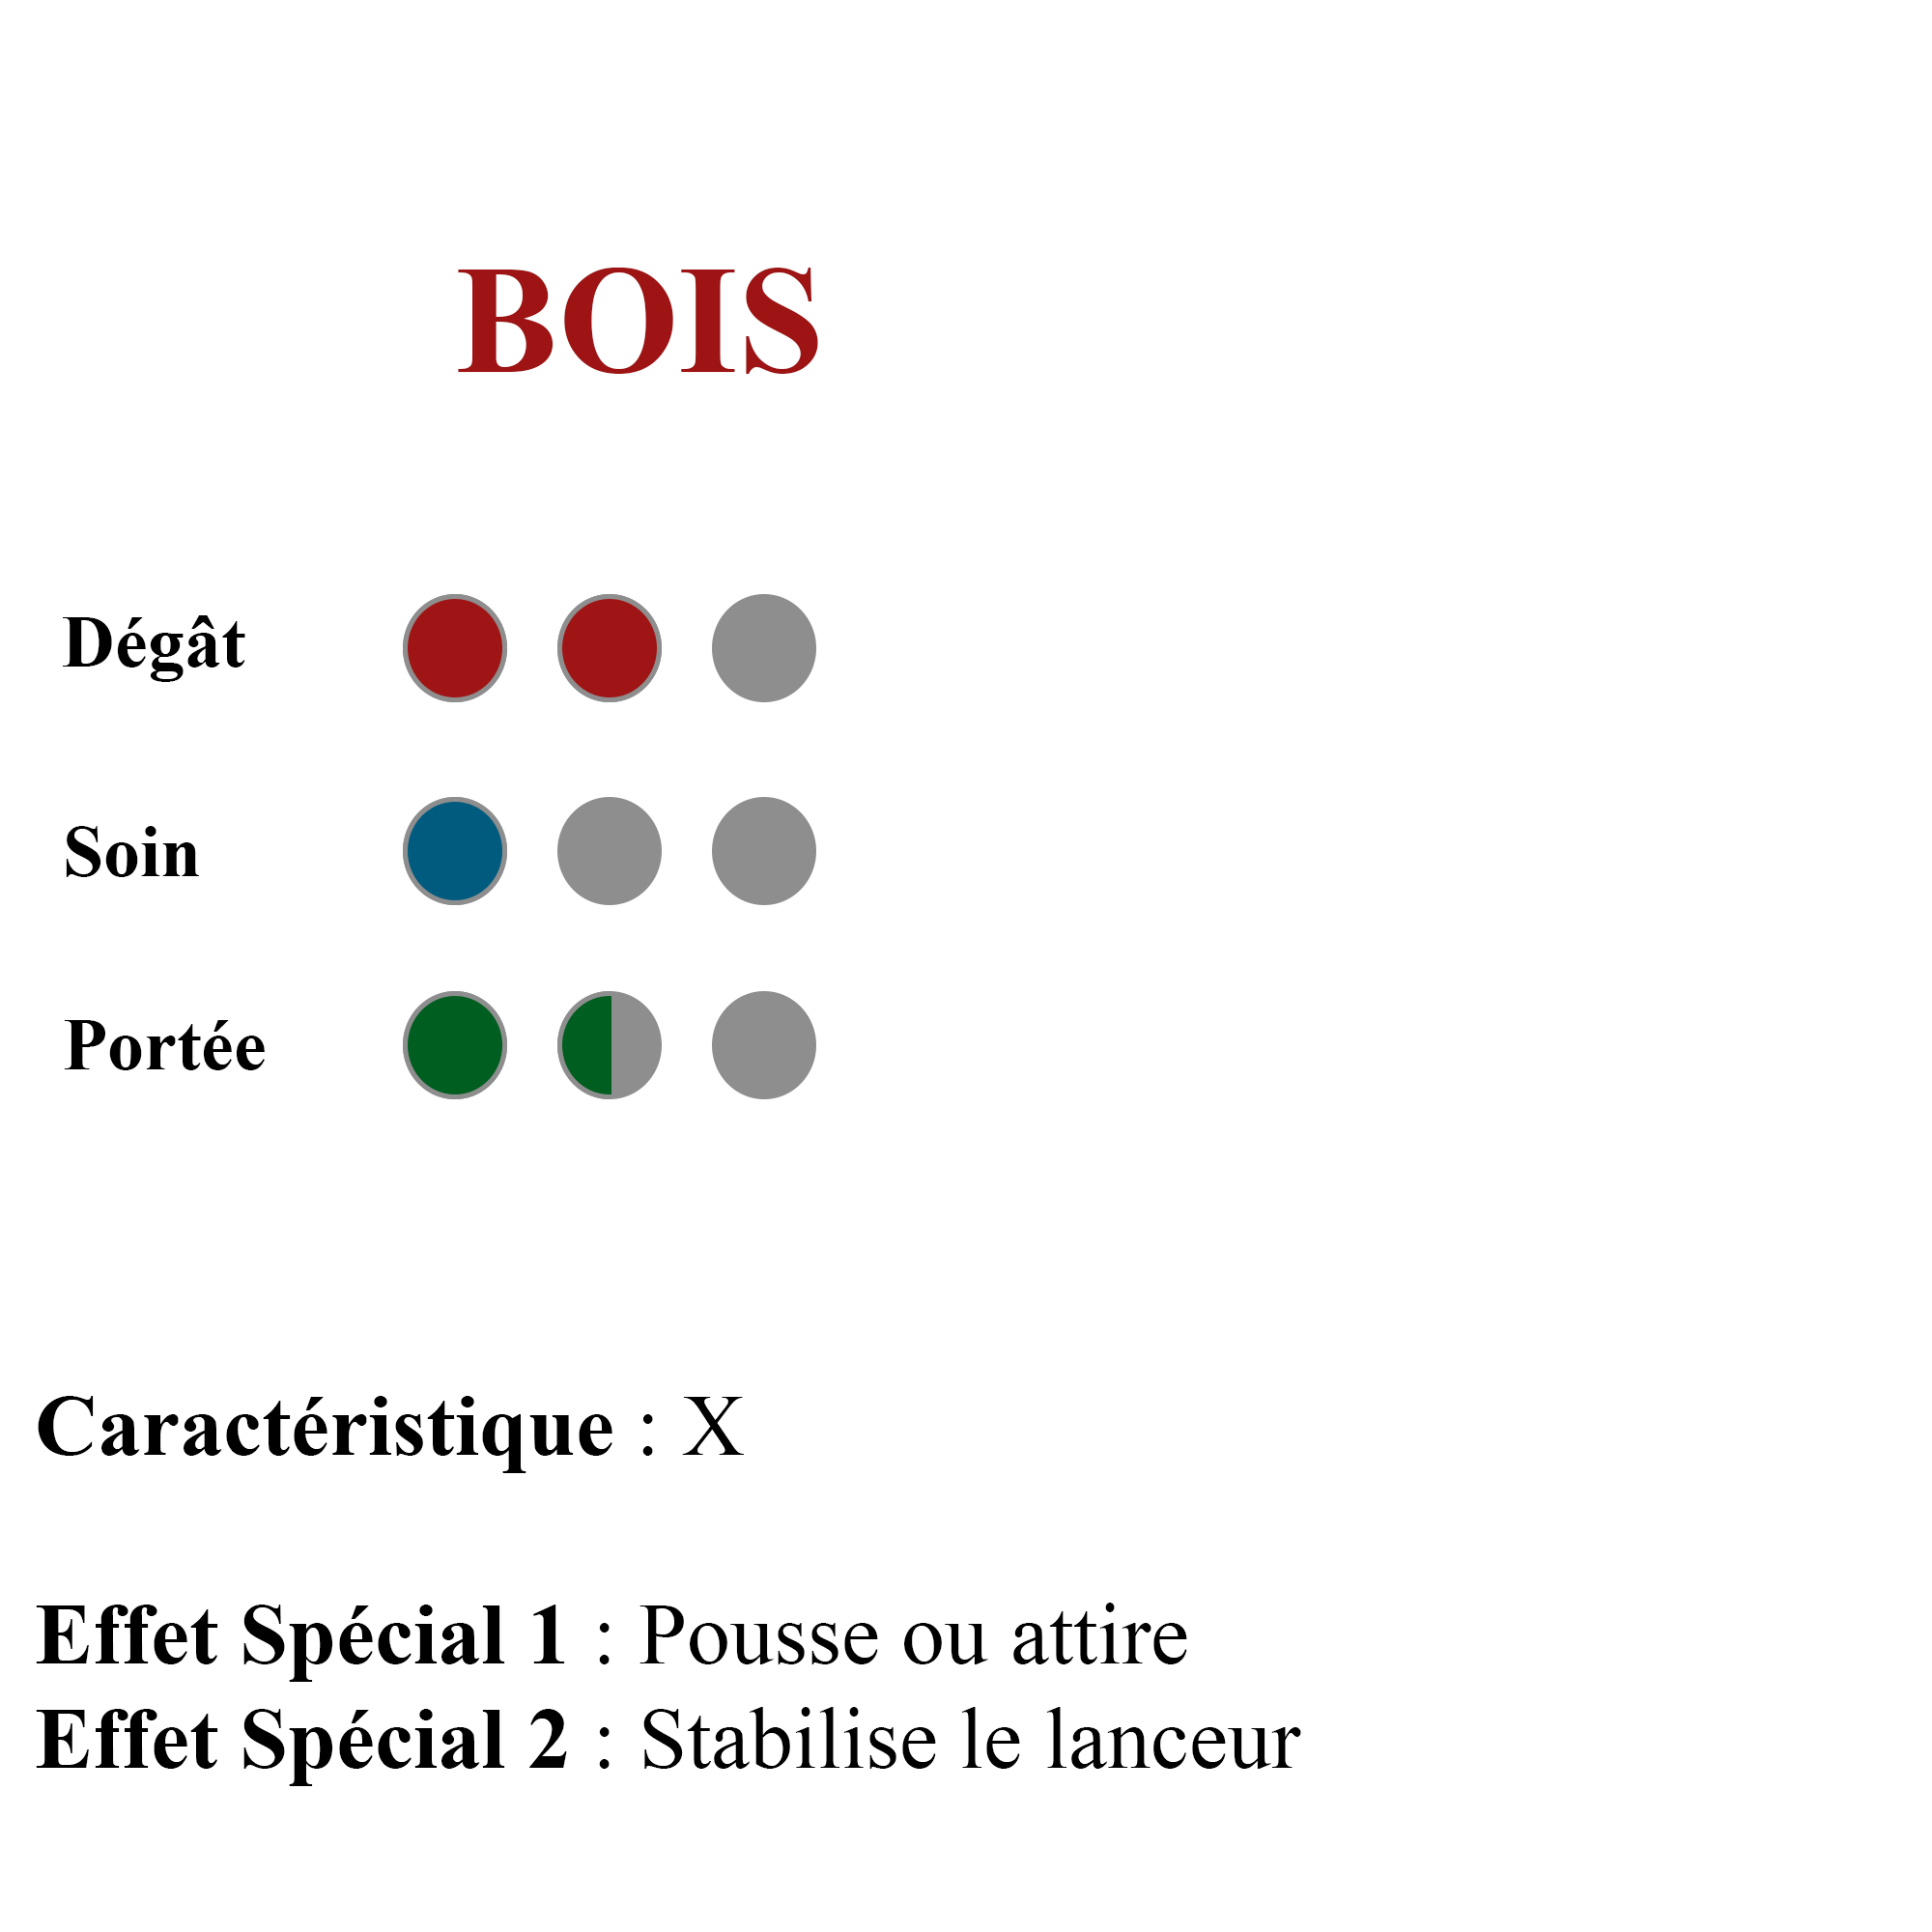 BOIS
Dégât
Soin
Portée
Caractéristique : X
Effet Spécial 1 : Pousse ou attire
Effet Spécial 2 : Stabilise le lanceur